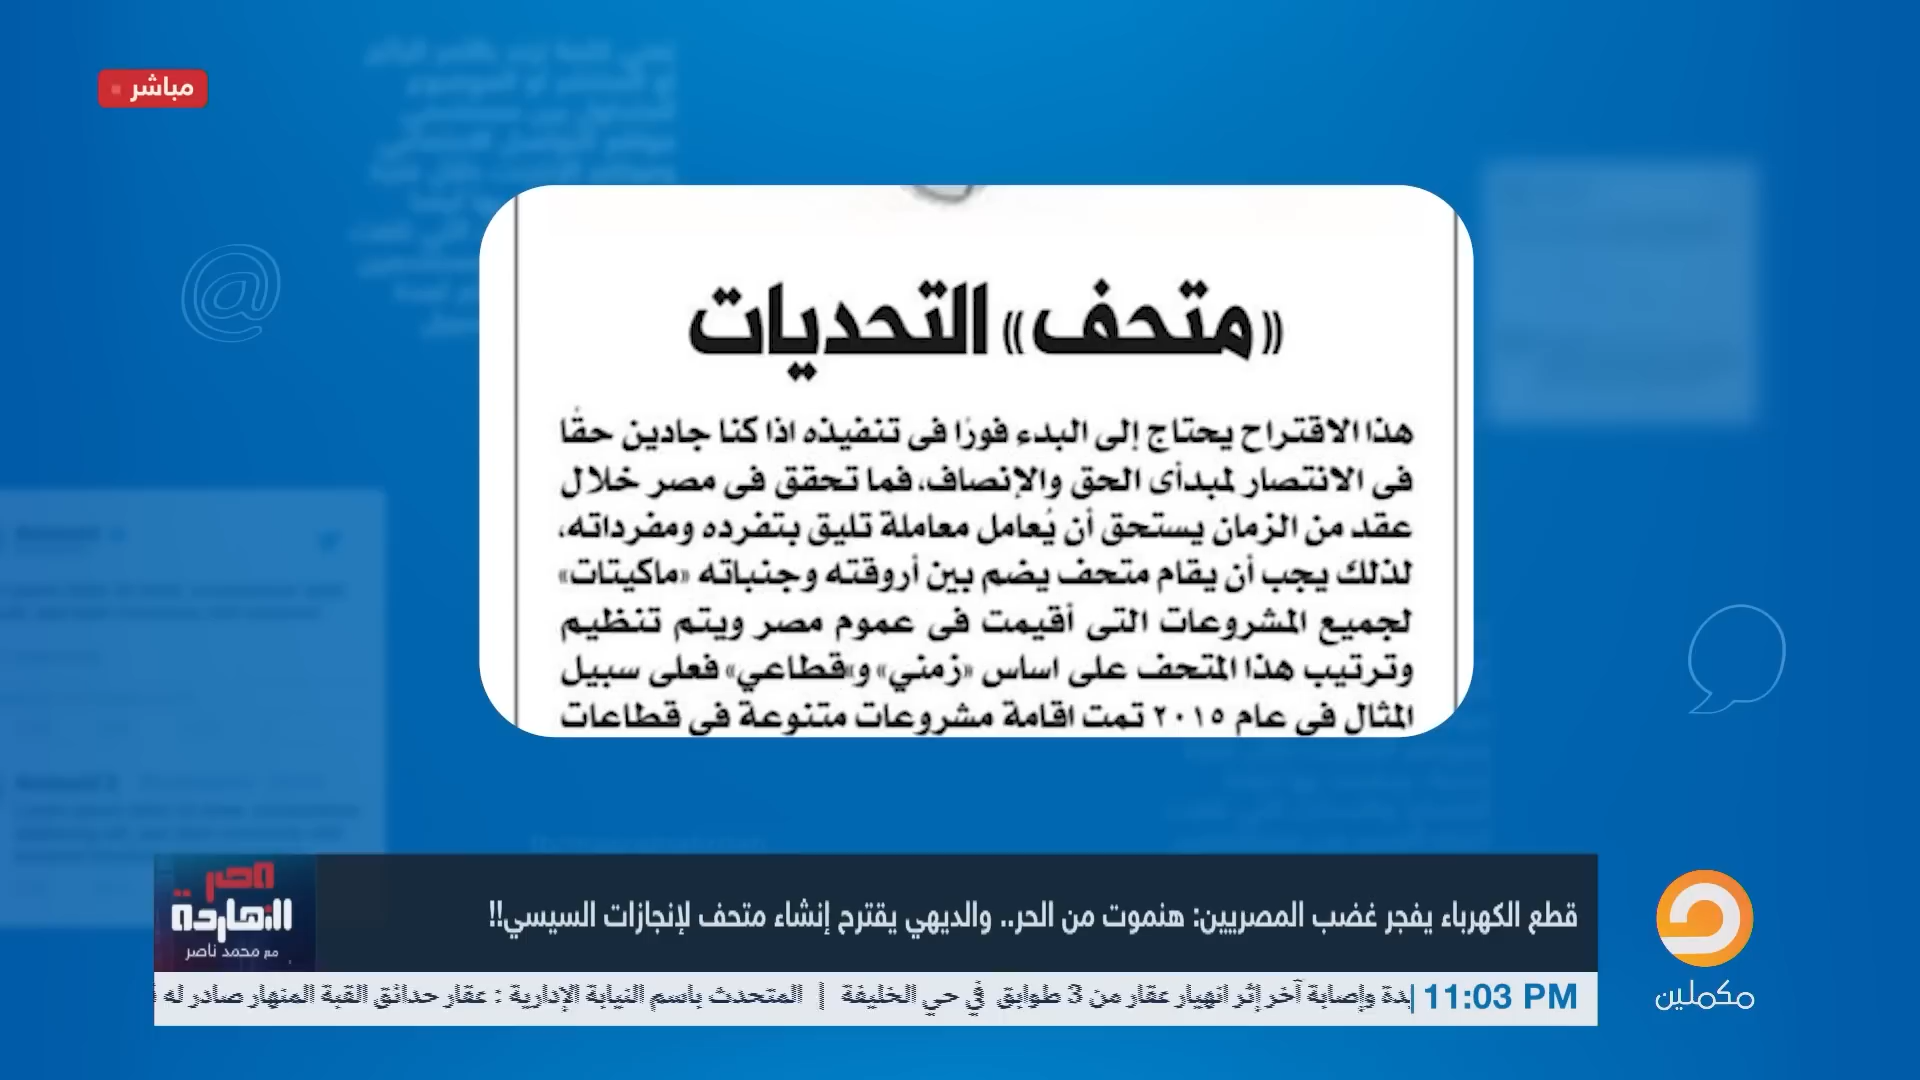 مباشر
«متحف» التحديات
هذا الاقتراح يحتاج إلى البدء فورًا فى تنفيذه اذا كنا جادين حقًا
فى الانتصار لمبدأى الحق والإنصاف، فما تحقق فى مصر خلال
عقد من الزمان يستحق أن يُعامل معاملة تليق بتفرده ومفرداته،
لذلك يجب أن يقام متحف يضم بين أروقته وجنباته «ماكيتات»
لجميع المشروعات التى أقيمت فى عموم مصر ويتم تنظيم
وترتيب هذا المتحف على اساس «زمني» و«قطاعي» فعلى سبيل
المثال فى عام ٢٠١٥ تمت اقامة مشروعات متنوعة فى قطاعات
قطع الكهرباء يفجر غضب المصريين: هنموت من الحر.. والديهي يقترح إنشاء متحف لإنجازات السيسي!!
مصر
النهاردة
مع محمد ناصر
11:03 PM
وإصابة آخر إثر انهيار عقار من 3 طوابق في حي الخليفة | المتحدث باسم النيابة الإدارية : عقار حدائق القبة المنهار صادر له
مكملين